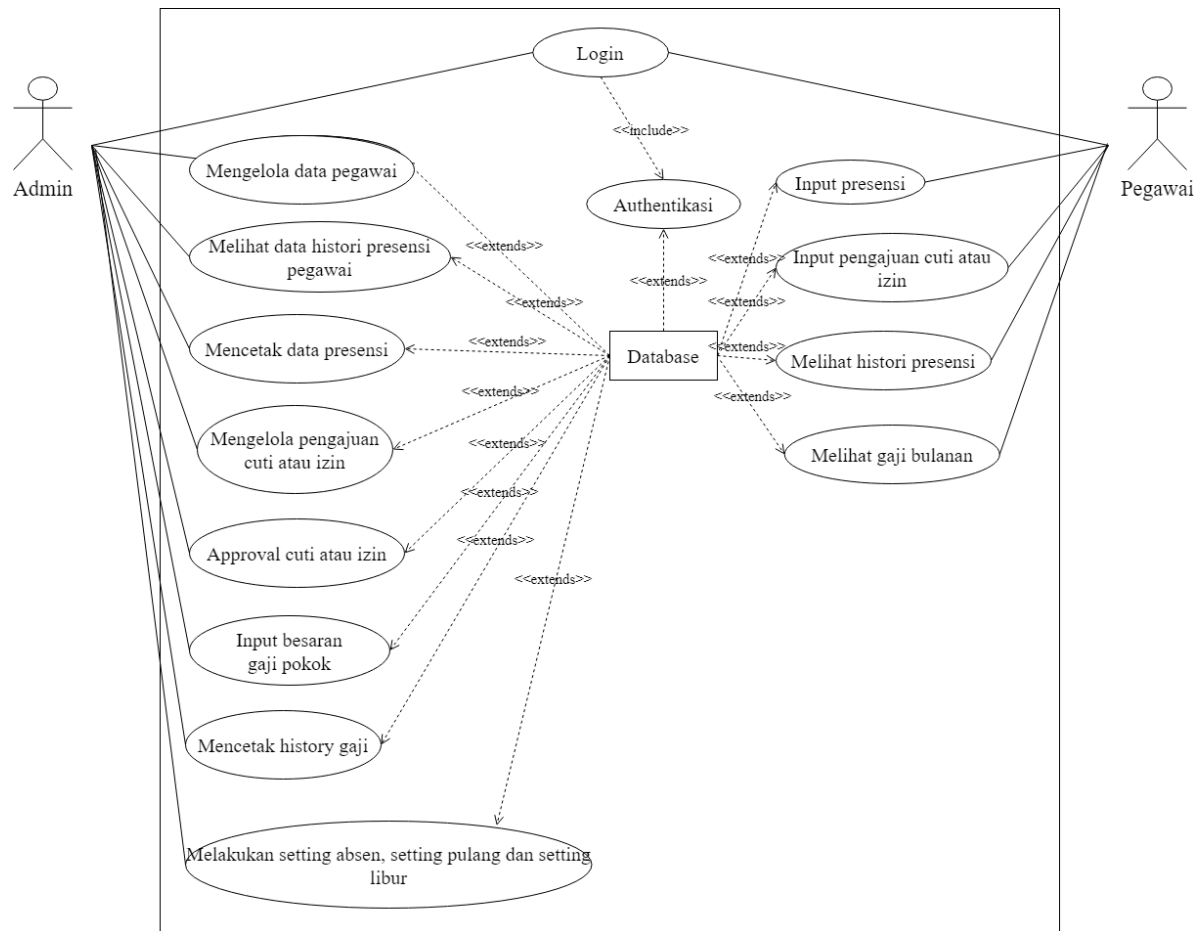 Login
<<include>>
Admin
Pegawai
Mengelola data pegawai
Authentikasi
Input presensi
Melihat data histori presensi
pegawai
<<extends>>
<<extends>>
<<extends>>
<<extends>>
Input pengajuan cuti atau
izin
<<extends>>
<<extends>>
Mencetak data presensi
<<extends>>
Database
<<extends>>
Melihat histori presensi
<<extends>>
<<extends>>
Mengelola pengajuan
cuti atau izin
<<extends>>
Melihat gaji bulanan
<<extends>>
Approval cuti atau izin
<<extends>>
<<extends>>
Input besaran
gaji pokok
Mencetak history gaji
Melakukan setting absen, setting pulang dan setting
libur